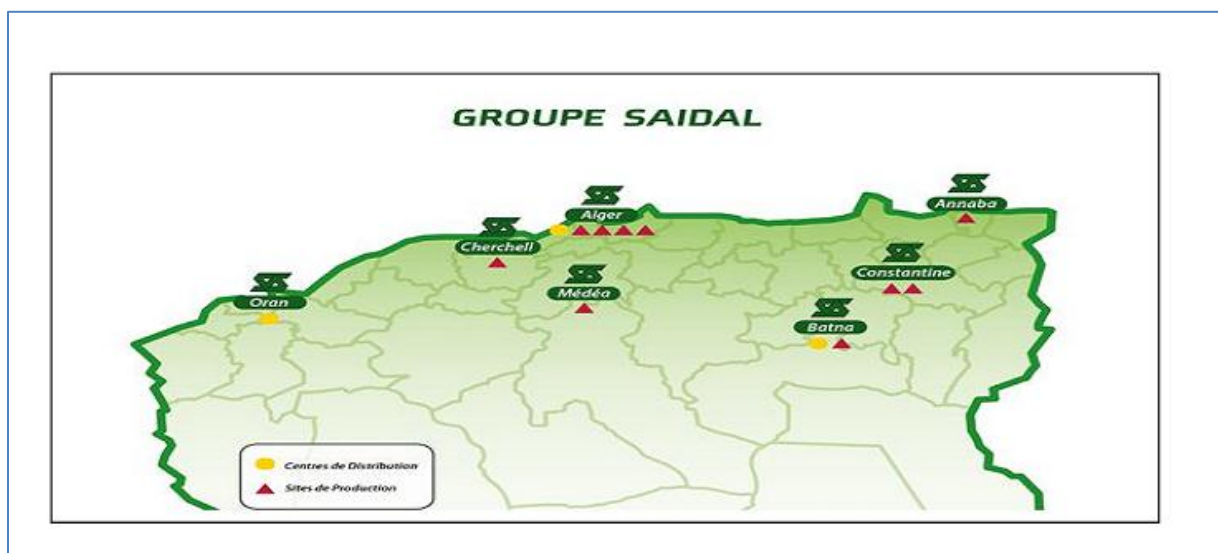 GROUPE SAIDAL
Annaba
Alger
Cherchell
Constantine
Médéa
Oran
Batna
Centres de Distribution
Sites de Production